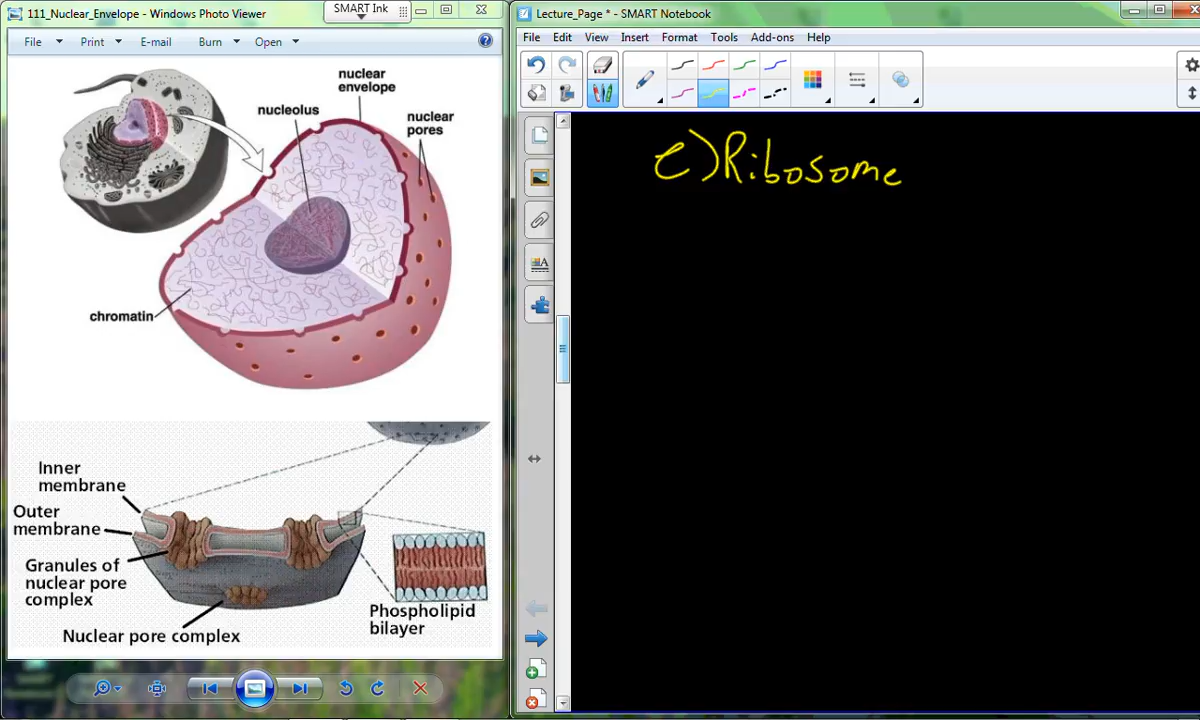 111_Nuclear_Envelope - Windows Photo Viewer
SMART Ink
File Print Burn E-mail Open
nuclear
envelope
nucleolus
nuclear
pores
chromatin
Inner
membrane
Outer
membrane
Granules of
nuclear pore
complex
Nuclear pore complex
Phospholipid
bilayer
Lecture_Page * - SMART Notebook
File Edit View Insert Format Tools Add-ons Help
e) Ribosome